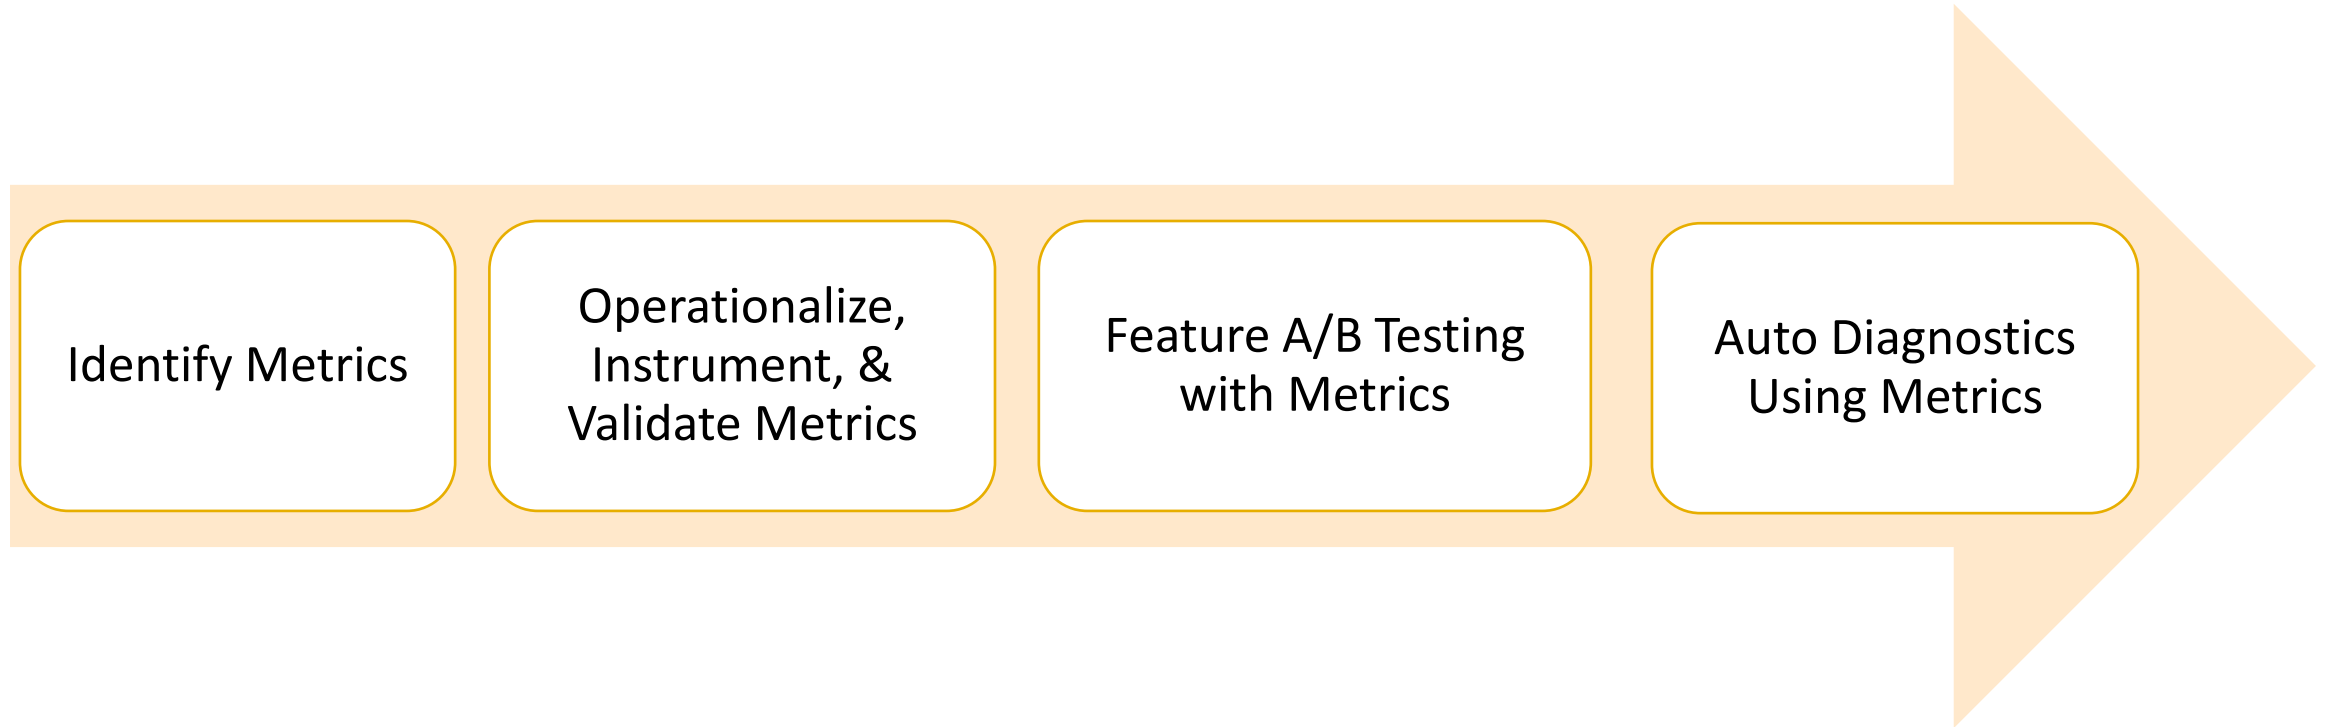 Identify Metrics
Operationalize,
Instrument, &
Validate Metrics
Feature A/B Testing
with Metrics
Auto Diagnostics
Using Metrics